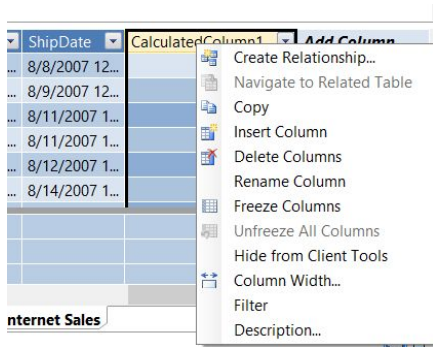 ShipDate CalculatedColumn1 Add Column
... 8/8/2007 12...
... 8/9/2007 12...
... 8/11/2007 1...
... 8/11/2007 1...
... 8/12/2007 1...
... 8/14/2007 1...
Create Relationship...
Navigate to Related Table
Copy
Insert Column
Delete Columns
Rename Column
Freeze Columns
Unfreeze All Columns
Hide from Client Tools
Column Width...
Filter
Description...
nternet Sales